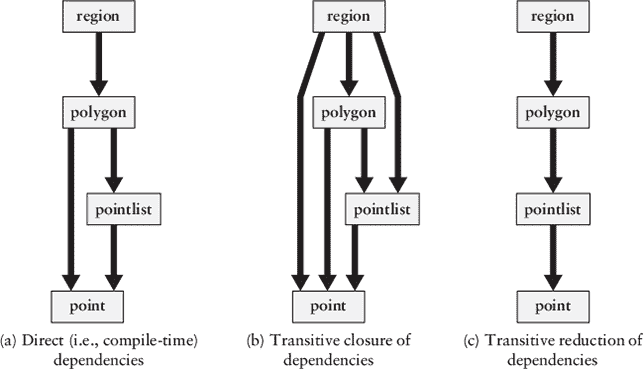 region
polygon
pointlist
point
(a) Direct (i.e., compile-time)
dependencies
region
polygon
pointlist
point
(b) Transitive closure of
dependencies
region
polygon
pointlist
point
(c) Transitive reduction of
dependencies